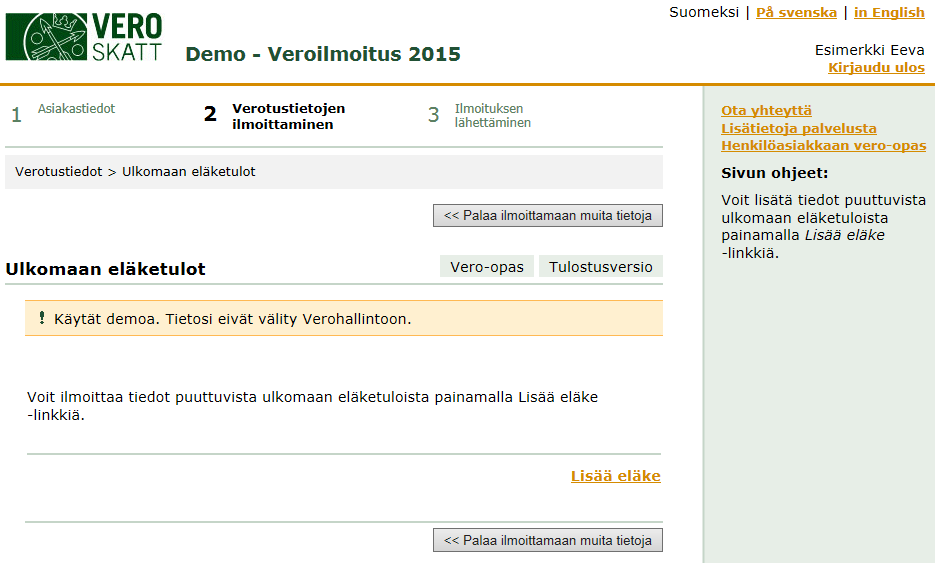 VERO
SKATT
Demo - Veroilmoitus 2015
Suomeksi | På svenska | in English
Esimerkki Eeva
Kirjaudu ulos
1 Asiakastiedot
2 Verotustietojen
ilmoittaminen
3 Ilmoituksen
lähettäminen
Verotustiedot > Ulkomaan eläketulot
<< Palaa ilmoittamaan muita tietoja
Ulkomaan eläketulot
Vero-opas
Tulostusversio
! Käytät demoa. Tietosi eivät välity Verohallintoon.
Voit ilmoittaa tiedot puuttuvista ulkomaan eläketuloista painamalla Lisää eläke
-linkkiä.
Lisää eläke
<< Palaa ilmoittamaan muita tietoja
Ota yhteyttä
Lisätietoja palvelusta
Henkilöasiakkaan vero-opas
Sivun ohjeet:
Voit lisätä tiedot puuttuvista
ulkomaan eläketuloista
painamalla Lisää eläke
-linkkiä.